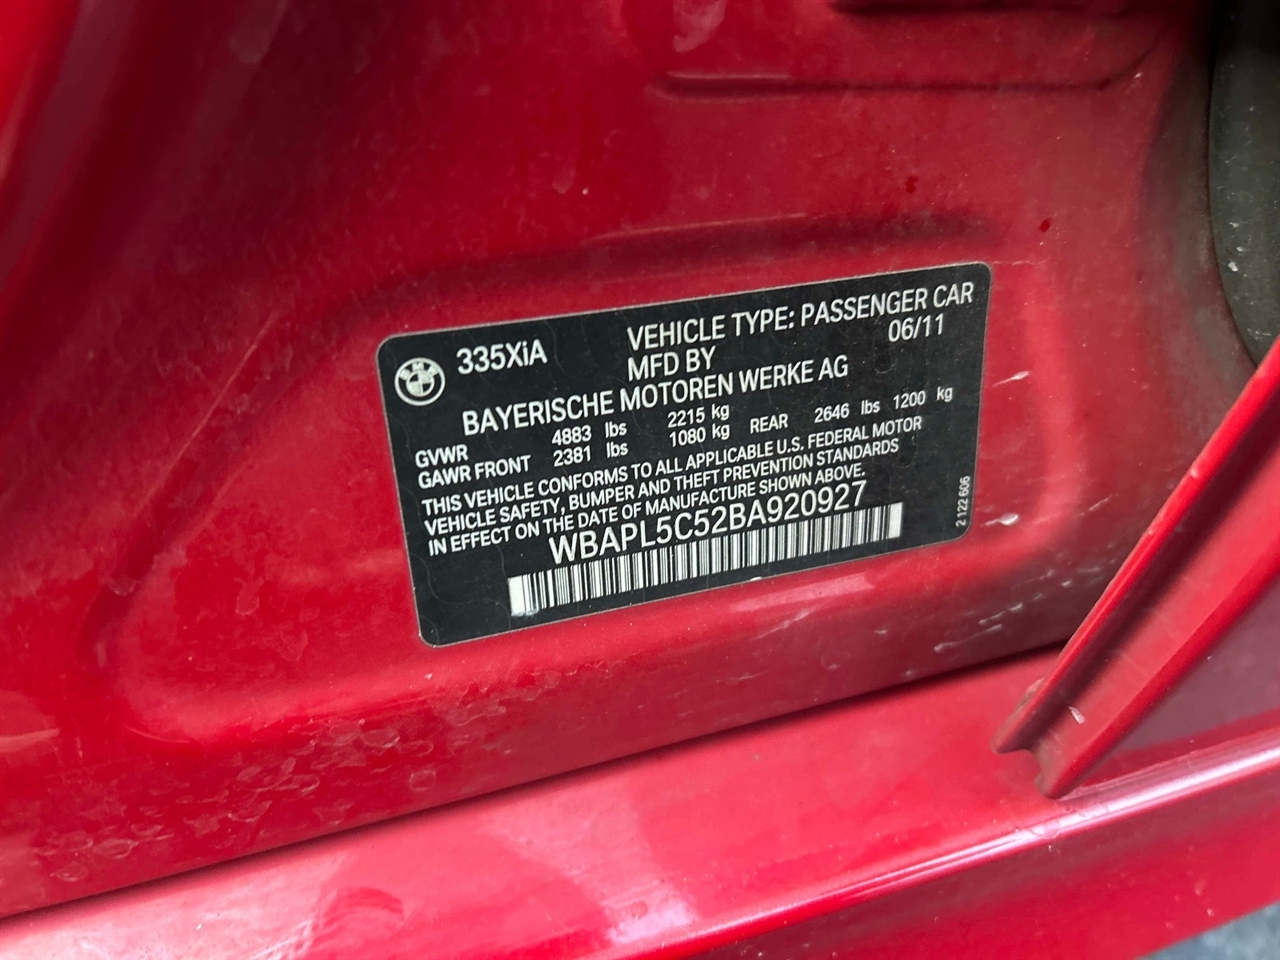 BMW
335XiA
VEHICLE TYPE: PASSENGER CAR
MFD BY 06/11
BAYERISCHE MOTOREN WERKE AG
GVWR 4883 lbs 2215 kg
GAWR FRONT 2381 lbs 1080 kg REAR 2646 lbs 1200 kg
THIS VEHICLE CONFORMS TO ALL APPLICABLE U.S. FEDERAL MOTOR
VEHICLE SAFETY, BUMPER AND THEFT PREVENTION STANDARDS
IN EFFECT ON THE DATE OF MANUFACTURE SHOWN ABOVE.
WBAPL5C52BA920927
2 122 606